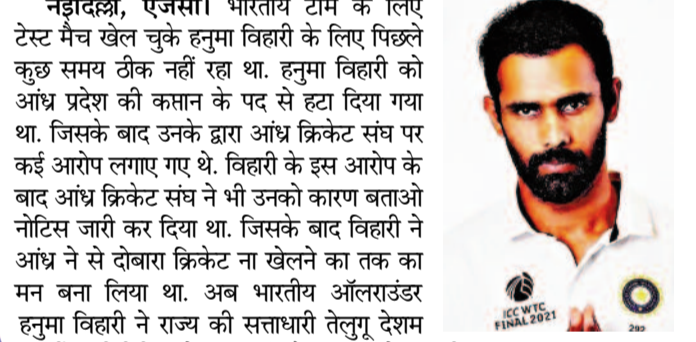 नईदिल्ली, एजेंसी। भारतीय टीम के लिए
टेस्ट मैच खेल चुके हनुमा विहारी के लिए पिछले
कुछ समय ठीक नहीं रहा था. हनुमा विहारी को
आंध्र प्रदेश की कप्तान के पद से हटा दिया गया
था. जिसके बाद उनके द्वारा आंध्र क्रिकेट संघ पर
कई आरोप लगाए गए थे. विहारी के इस आरोप के
बाद आंध्र क्रिकेट संघ ने भी उनको कारण बताओ
नोटिस जारी कर दिया था. जिसके बाद विहारी ने
आंध्र ने से दोबारा क्रिकेट ना खेलने का तक का
मन बना लिया था. अब भारतीय ऑलराउंडर
हनुमा विहारी ने राज्य की सत्ताधारी तेलुगू देशम
ICC WTC
FINAL 2021
292